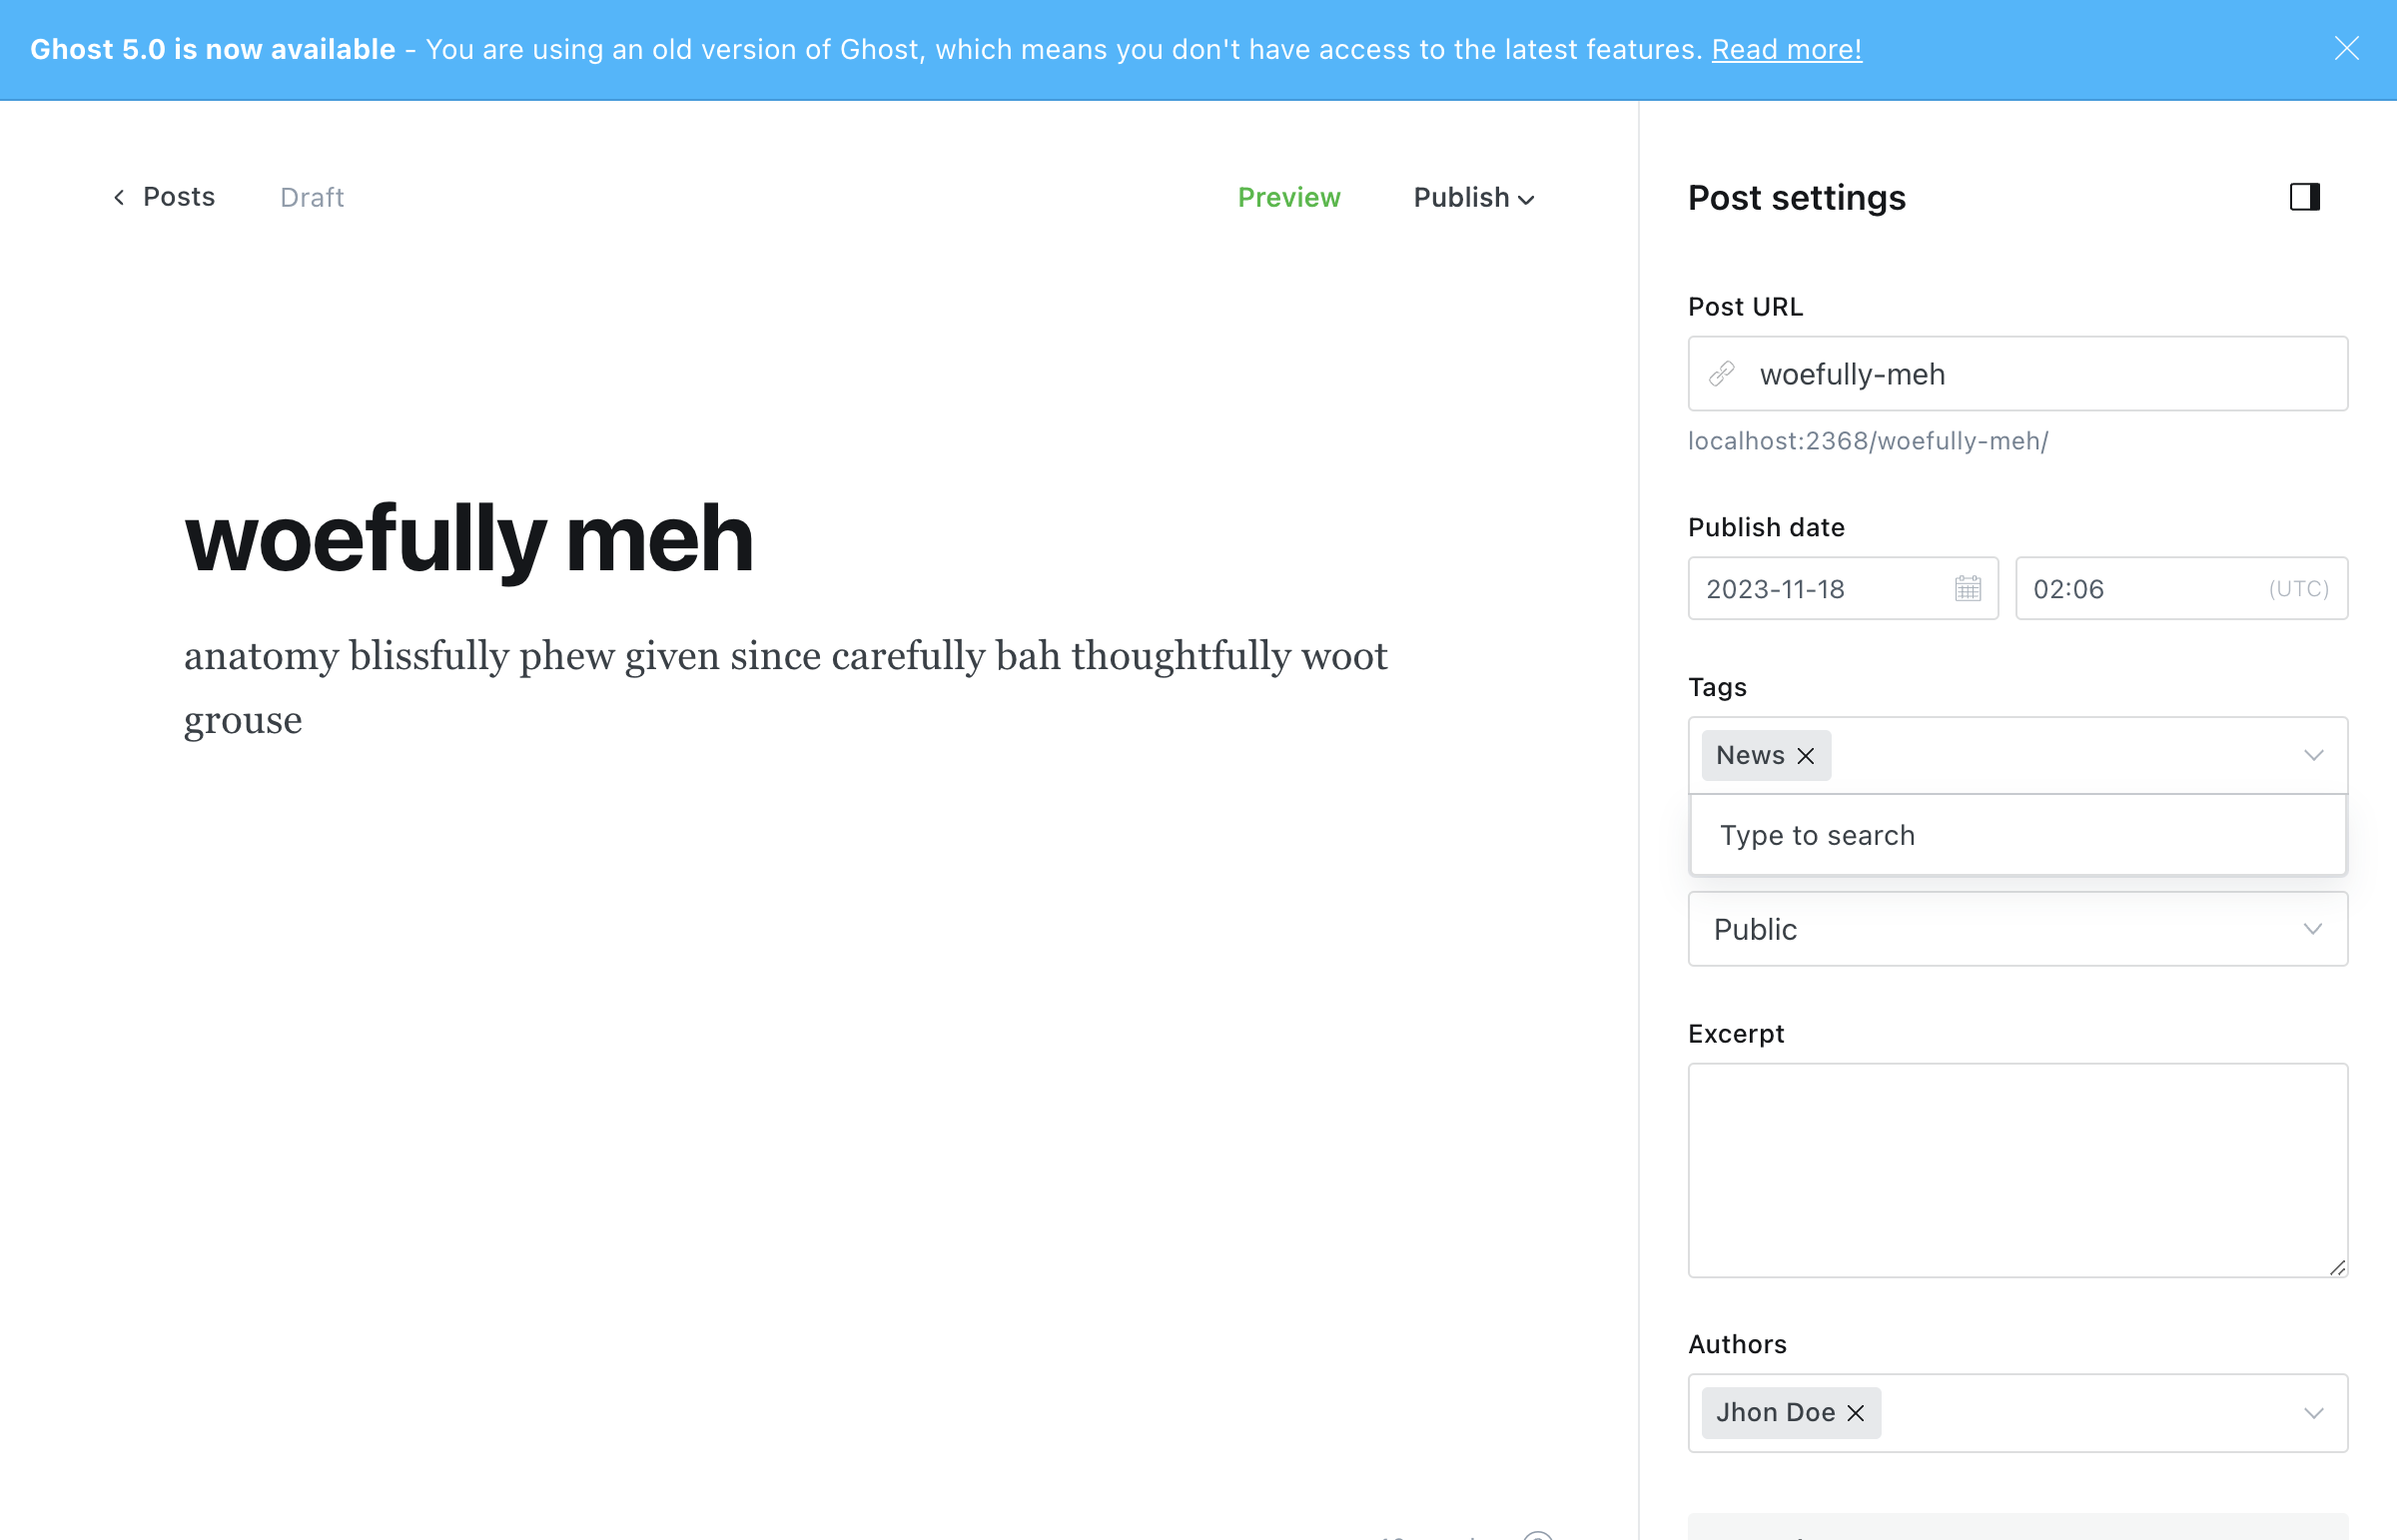 Ghost 5.0 is now available - You are using an old version of Ghost, which means you don't have access to the latest features. Read more!
Posts
Draft
Preview
Publish
Post settings
Post URL
woefully-meh
localhost:2368/woefully-meh/
Publish date
2023-11-18
02:06
(UTC)
Tags
News
Type to search
Public
Excerpt
Authors
Jhon Doe
woefully meh
anatomy blissfully phew given since carefully bah thoughtfully woot
grouse